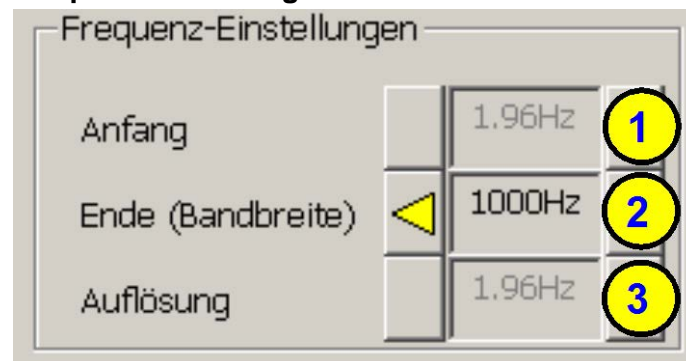 Frequenz-Einstellungen
Anfang 1.96Hz 1
Ende (Bandbreite) 1000Hz 2
Auflösung 1.96Hz 3